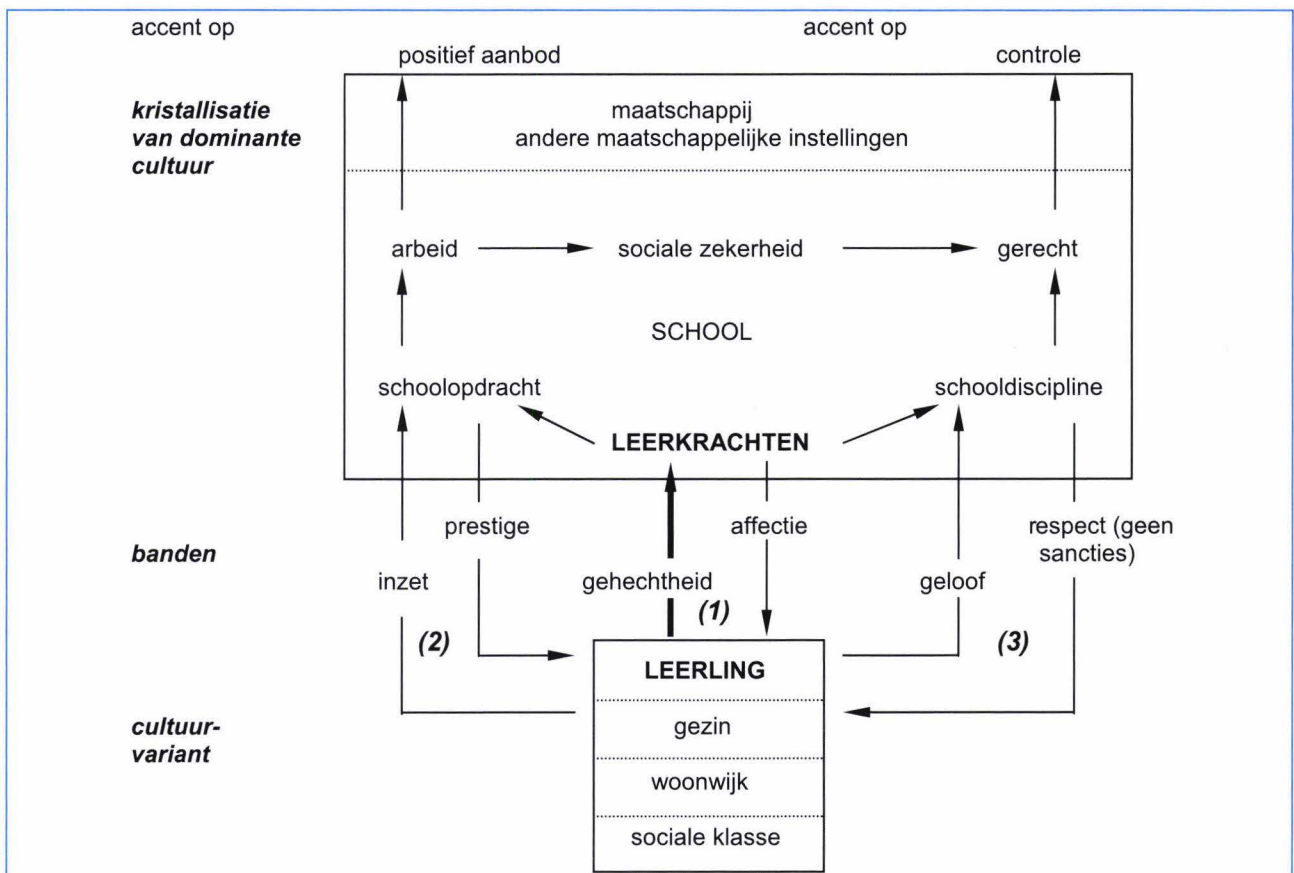 accent op
accent op
positief aanbod
controle
kristallisatie
van dominante
cultuur
maatschappij
andere maatschappelijke instellingen
arbeid
sociale zekerheid
gerecht
SCHOOL
schoolopdracht
schooldiscipline
LEERKRACHTEN
banden
prestige
affectie
respect (geen
sancties)
inzet
gehechtheid
geloof
(1)
(2)
(3)
LEERLING
cultuur-
variant
gezin
woonwijk
sociale klasse